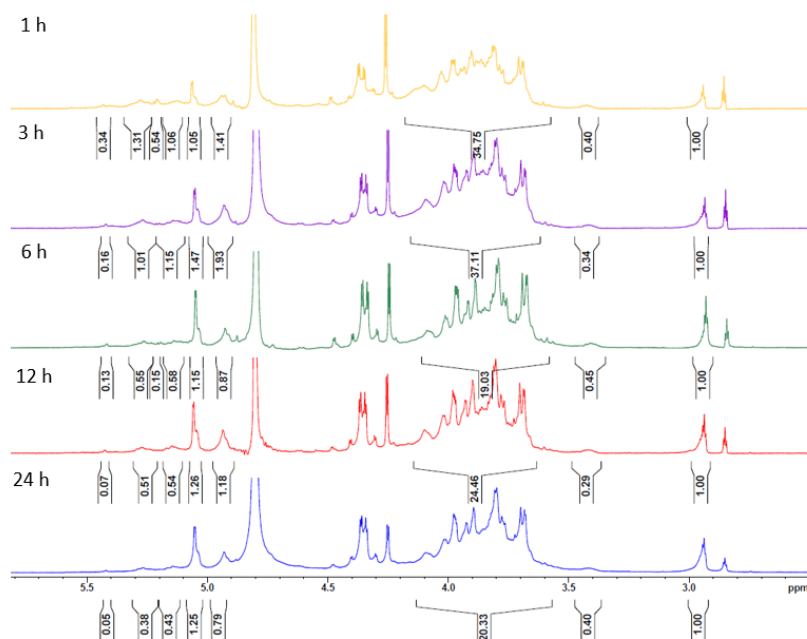 1 h
0.34 1.31 0.54 1.06 1.05 1.41 34.75 0.40 1.00
3 h
0.16 1.01 1.15 1.47 1.93 37.11 0.34 1.00
6 h
0.13 0.55 0.15 0.58 1.15 0.87 19.03 0.45 1.00
12 h
0.07 0.51 0.54 1.26 1.18 24.46 0.29 1.00
24 h
5.5 5.0 4.5 4.0 3.5 3.0 ppm
0.05 0.38 0.43 1.25 0.79 20.33 0.40 1.00